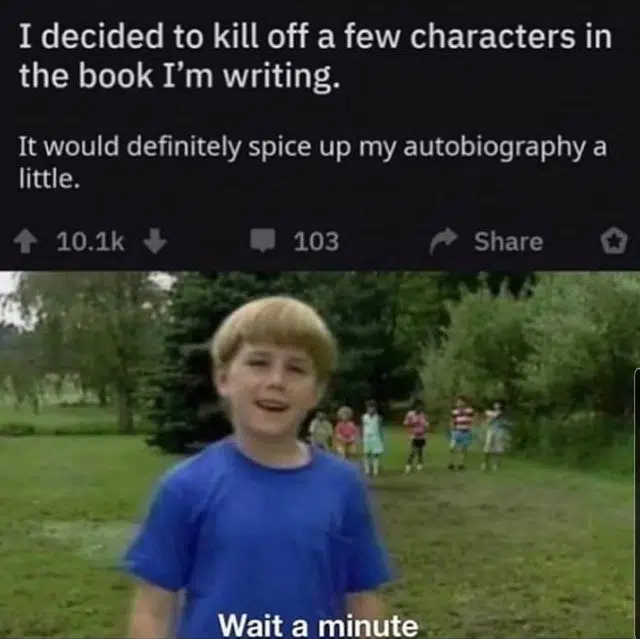 I decided to kill off a few characters in
the book I’m writing.
It would definitely spice up my autobiography a
little.
10.1k 103 Share
Wait a minute